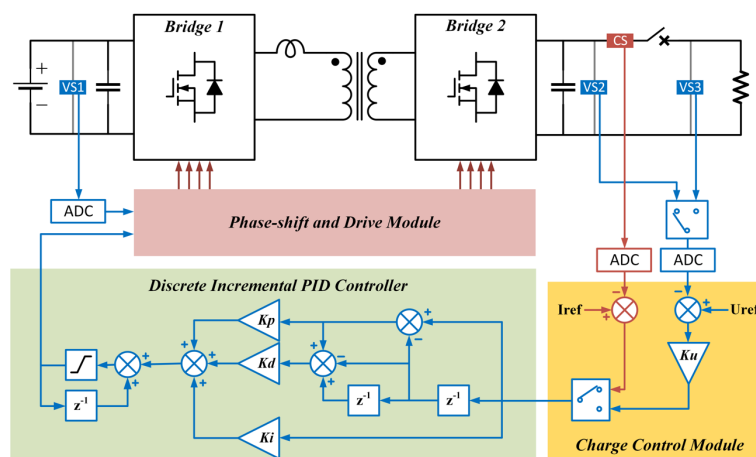 Bridge 1
Bridge 2
CS
+
−
VS1
VS2
VS3
ADC
Phase-shift and Drive Module
ADC
ADC
Discrete Incremental PID Controller
Iref
+
−
−
+
Uref
Kp
+
+
−
+
+
+
+
Kd
+
−
+
Ku
z⁻¹
+
+
z⁻¹
z⁻¹
Ki
Charge Control Module